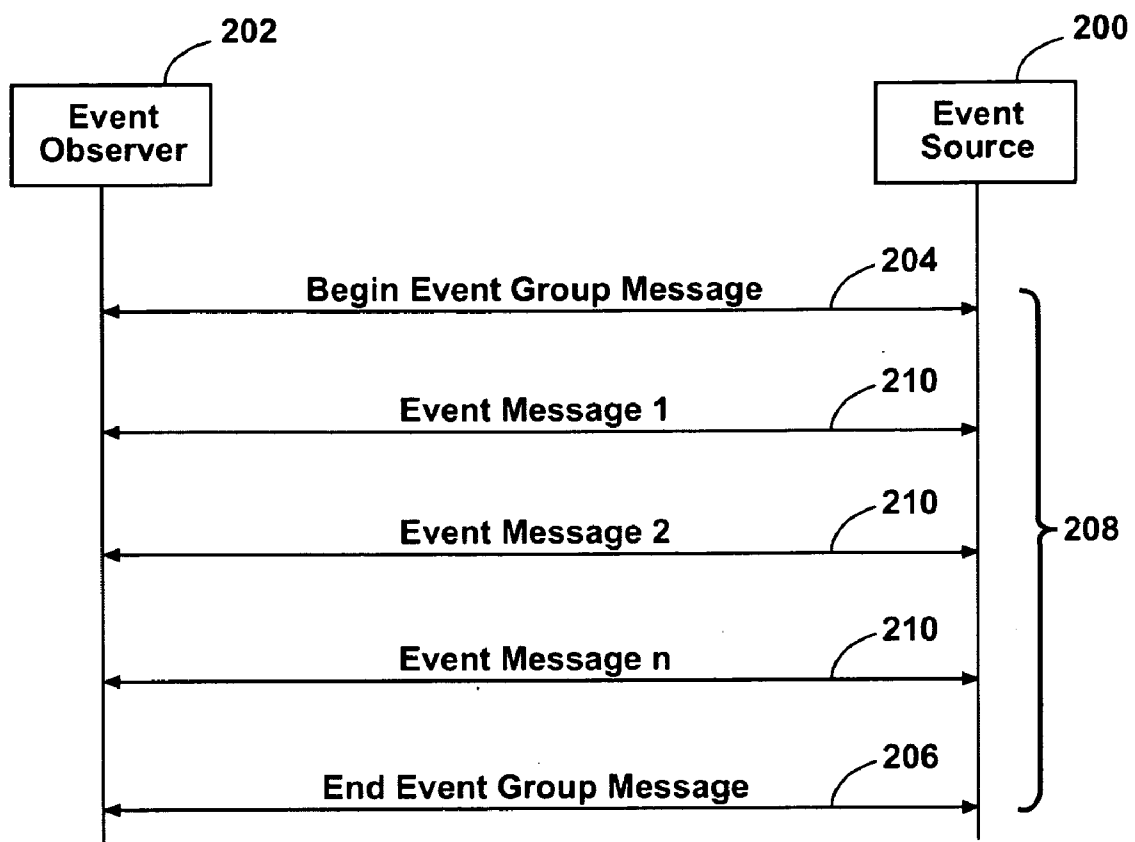 202
200
Event
Observer
Event
Source
204
Begin Event Group Message
210
Event Message 1
210
Event Message 2
208
210
Event Message n
206
End Event Group Message